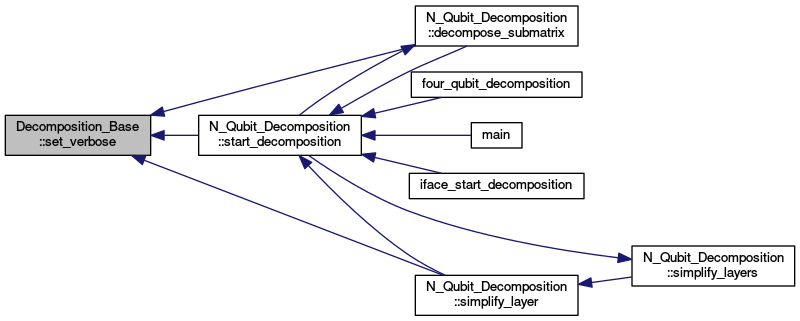 N_Qubit_Decomposition
::decompose_submatrix
four_qubit_decomposition
Decomposition_Base
::set_verbose
N_Qubit_Decomposition
::start_decomposition
main
iface_start_decomposition
N_Qubit_Decomposition
::simplify_layers
N_Qubit_Decomposition
::simplify_layer